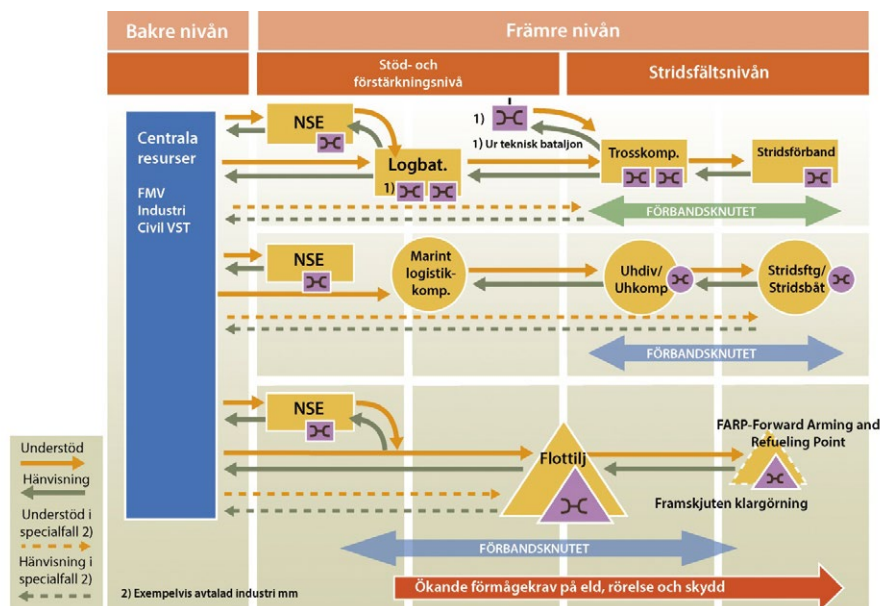 Bakre nivån
Främre nivån
Stöd- och
förstärkningsnivå
Stridsfältsnivån
Centrala
resurser
FMV
Industri
Civil VST
NSE
Logbat.
1)
1)
1) Ur teknisk bataljon
Trosskomp.
Stridsförband
FÖRBANDSKNUTET
NSE
Marint
logistik-
komp.
Uhdiv/
Uhkomp
Stridsftg/
Stridsbåt
FÖRBANDSKNUTET
NSE
Flottilj
FARP-Forward Arming and
Refueling Point
Framskjuten klargörning
FÖRBANDSKNUTET
Ökande förmågekrav på eld, rörelse och skydd
Understöd
Hänvisning
Understöd i
specialfall 2)
Hänvisning i
specialfall 2)
2) Exempelvis avtalad industri mm